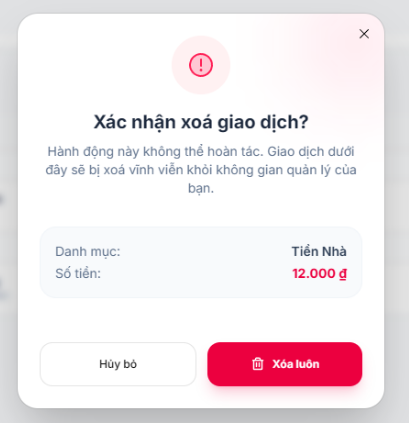 Xác nhận xoá giao dịch?
Hành động này không thể hoàn tác. Giao dịch dưới
đây sẽ bị xoá vĩnh viễn khỏi không gian quản lý của
bạn.
Danh mục: Tiền Nhà
Số tiền: 12.000 ₫
Hủy bỏ Xóa luôn